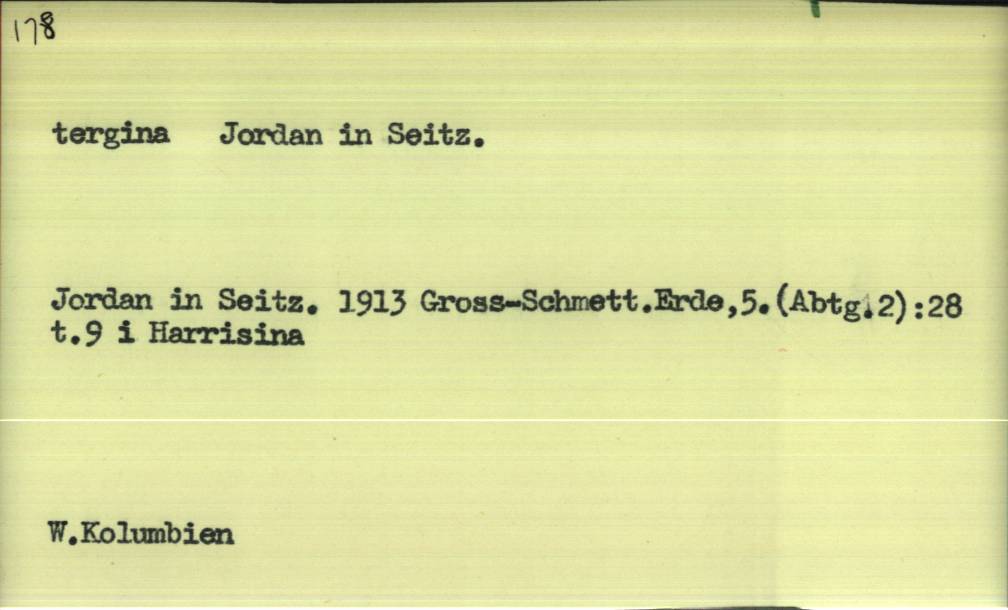 178
tergina Jordan in Seitz.
Jordan in Seitz. 1913 Gross-Schmett.Erde,5.(Abtg.2):28
t.9 i Harrisina
W.Kolumbien